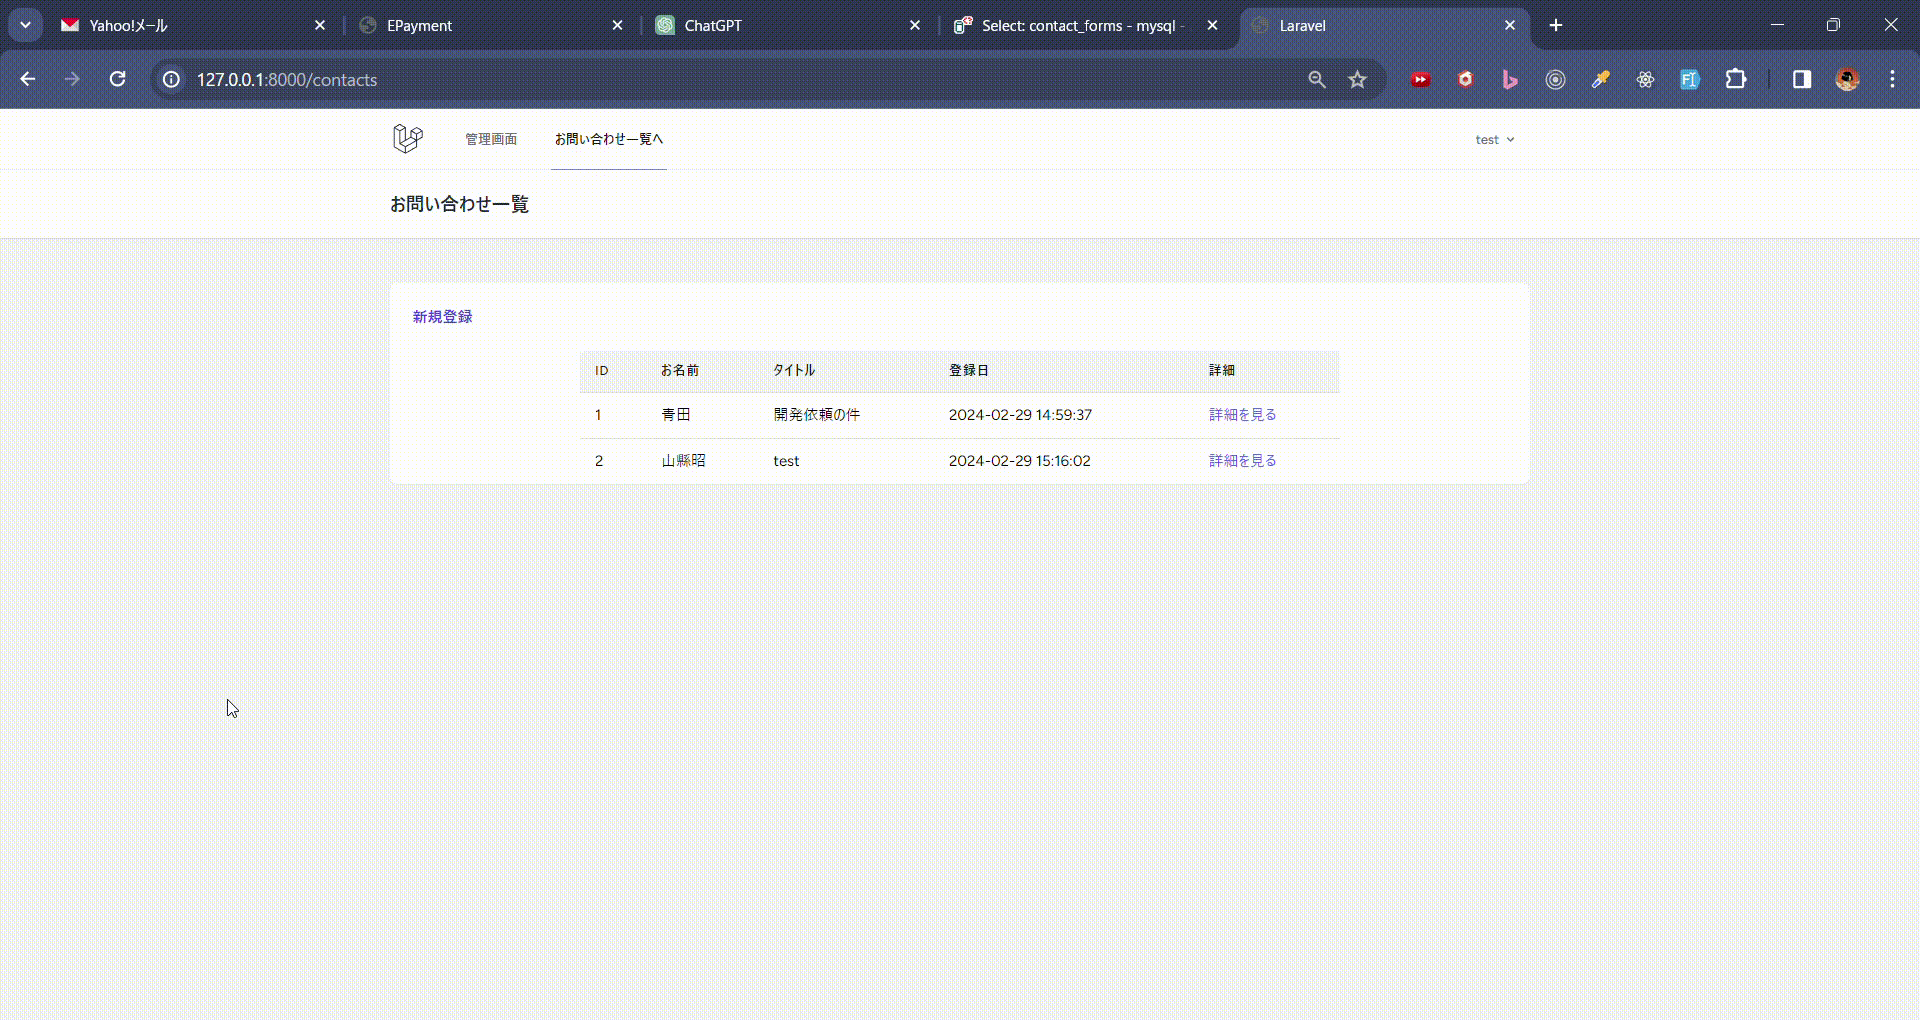 Yahoo!メール
EPayment
ChatGPT
Select: contact_forms - mysql -
Laravel
127.0.0.1:8000/contacts
管理画面
お問い合わせ一覧へ
test
お問い合わせ一覧
新規登録
ID お名前 タイトル 登録日 詳細
1 青田 開発依頼の件 2024-02-29 14:59:37 詳細を見る
2 山縣昭 test 2024-02-29 15:16:02 詳細を見る